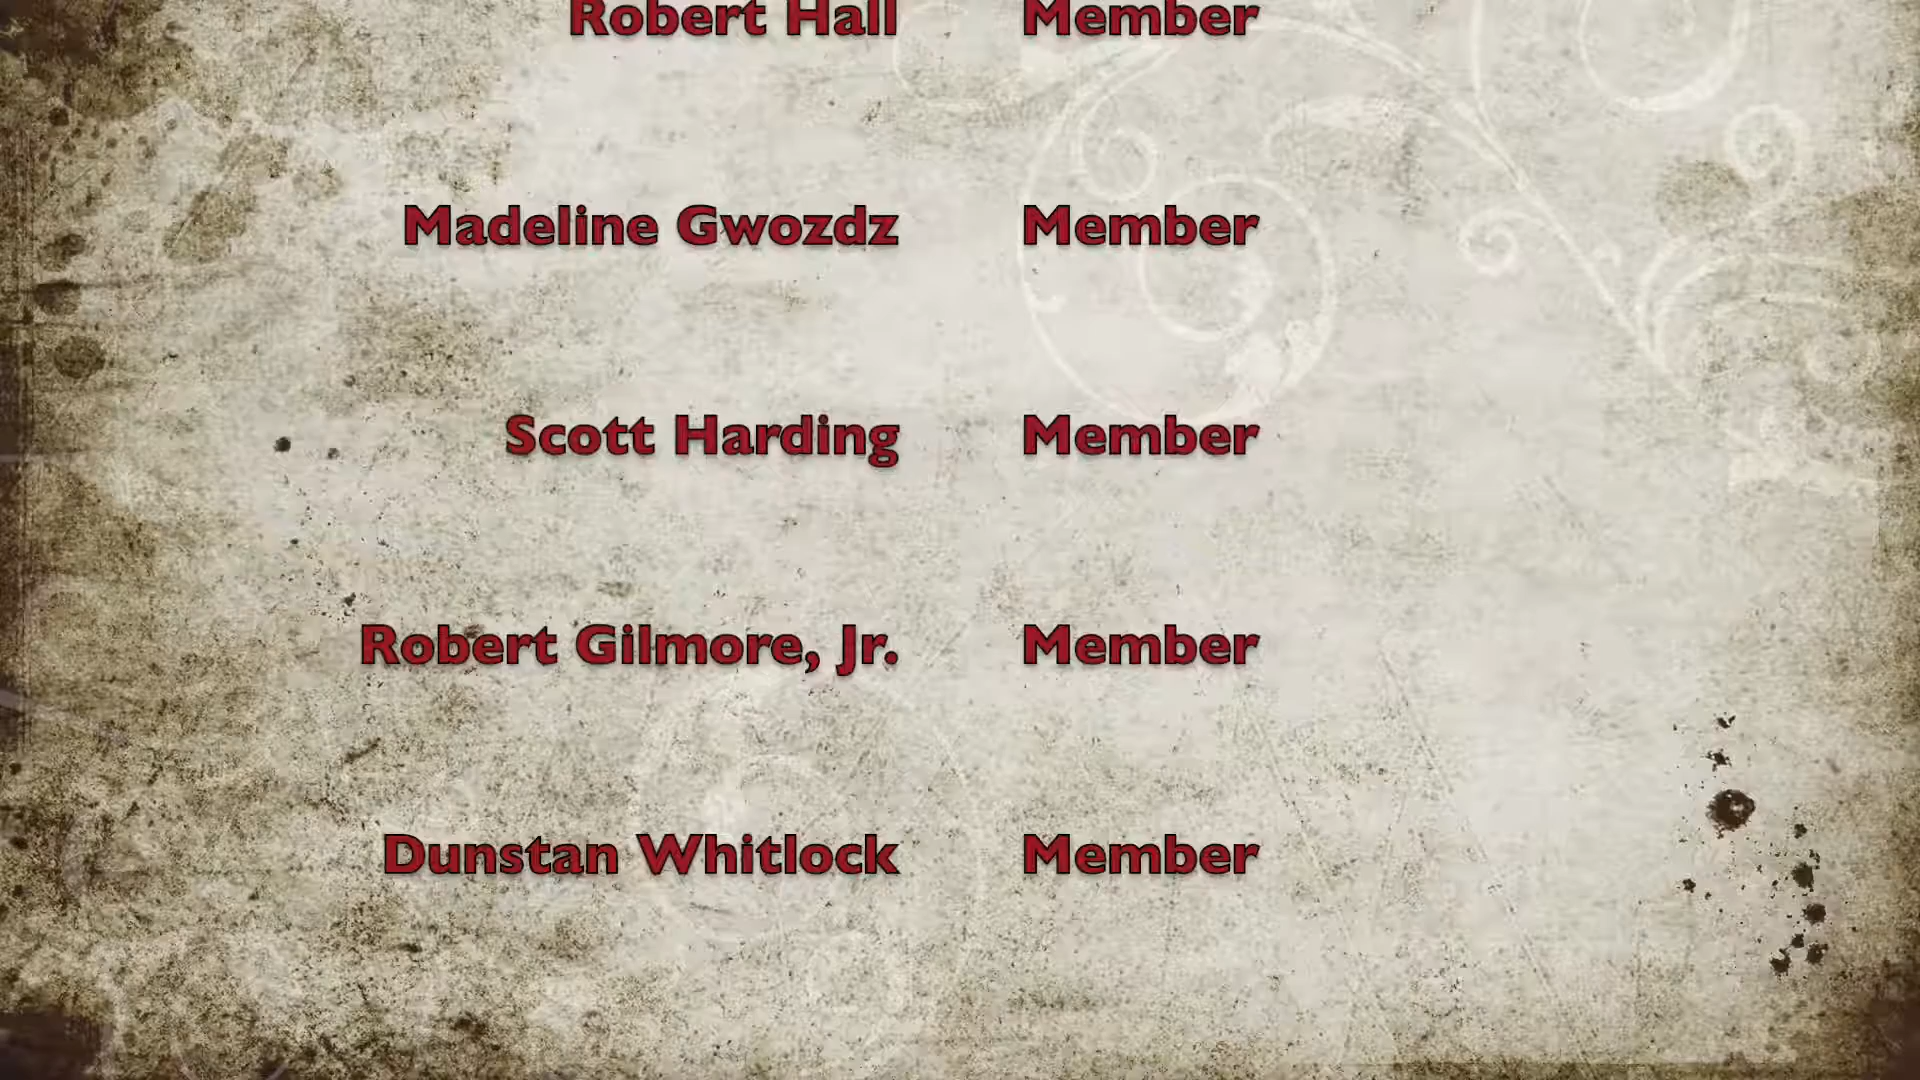 Robert Hall Member
Madeline Gwozdz Member
Scott Harding Member
Robert Gilmore, Jr. Member
Dunstan Whitlock Member